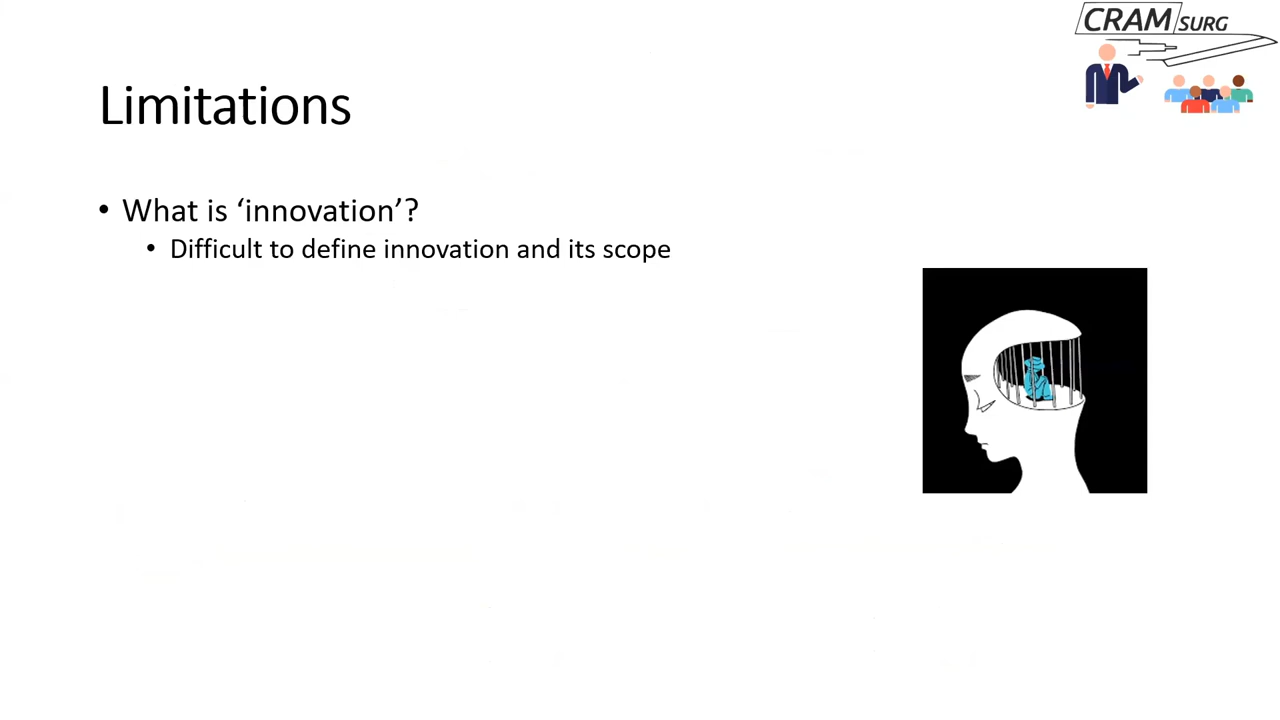 CRAM SURG
Limitations
• What is ‘innovation’?
• Difficult to define innovation and its scope